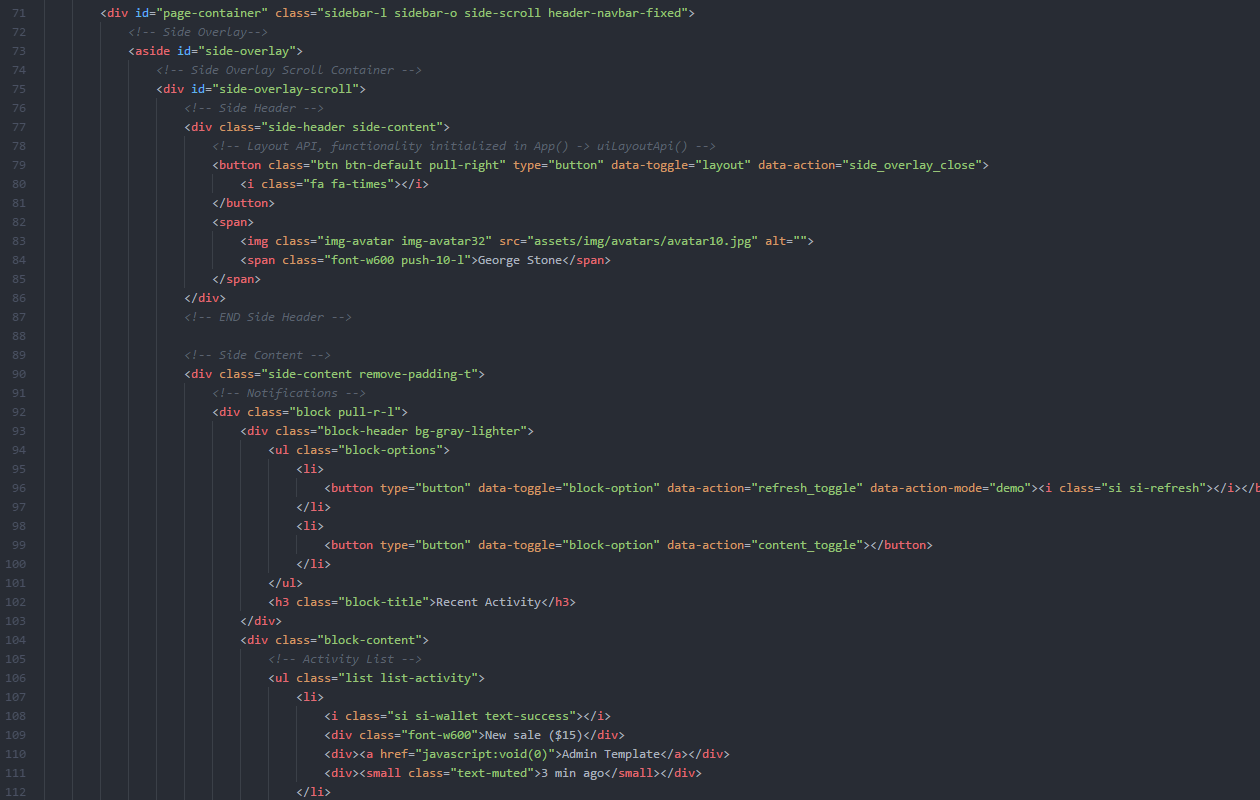 71 <div id="page-container" class="sidebar-l sidebar-o side-scroll header-navbar-fixed">
72 <!-- Side Overlay-->
73 <aside id="side-overlay">
74 <!-- Side Overlay Scroll Container -->
75 <div id="side-overlay-scroll">
76 <!-- Side Header -->
77 <div class="side-header side-content">
78 <!-- Layout API, functionality initialized in App() -> uiLayoutApi() -->
79 <button class="btn btn-default pull-right" type="button" data-toggle="layout" data-action="side_overlay_close">
80 <i class="fa fa-times"></i>
81 </button>
82 <span>
83 <img class="img-avatar img-avatar32" src="assets/img/avatars/avatar10.jpg" alt="">
84 <span class="font-w600 push-10-l">George Stone</span>
85 </span>
86 </div>
87 <!-- END Side Header -->
88
89 <!-- Side Content -->
90 <div class="side-content remove-padding-t">
91 <!-- Notifications -->
92 <div class="block pull-r-l">
93 <div class="block-header bg-gray-lighter">
94 <ul class="block-options">
95 <li>
96 <button type="button" data-toggle="block-option" data-action="refresh_toggle" data-action-mode="demo"><i class="si si-refresh"></i></b
97 </li>
98 <li>
99 <button type="button" data-toggle="block-option" data-action="content_toggle"></button>
100 </li>
101 </ul>
102 <h3 class="block-title">Recent Activity</h3>
103 </div>
104 <div class="block-content">
105 <!-- Activity List -->
106 <ul class="list list-activity">
107 <li>
108 <i class="si si-wallet text-success"></i>
109 <div class="font-w600">New sale ($15)</div>
110 <div><a href="javascript:void(0)">Admin Template</a></div>
111 <div><small class="text-muted">3 min ago</small></div>
112 </li>